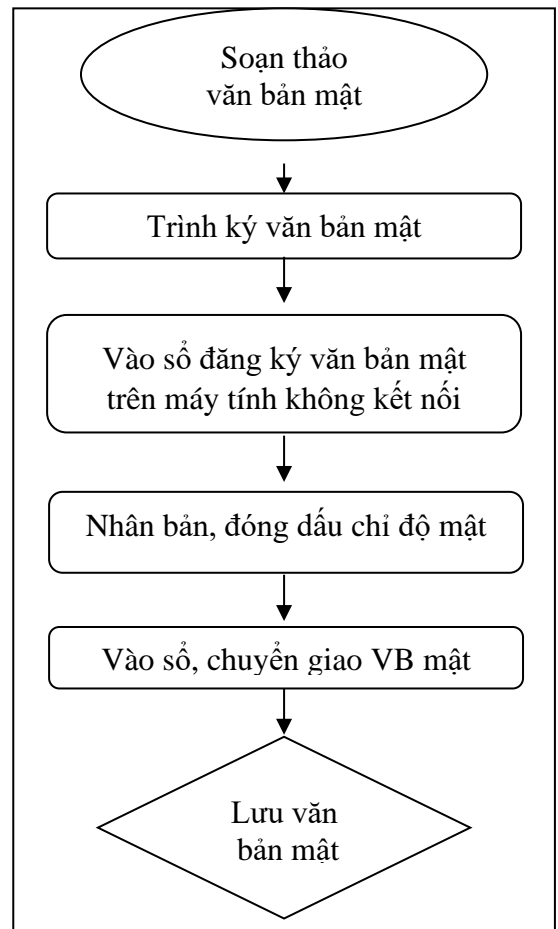 Soạn thảo
văn bản mật
Trình ký văn bản mật
Vào sổ đăng ký văn bản mật
trên máy tính không kết nối
Nhân bản, đóng dấu chỉ độ mật
Vào sổ, chuyển giao VB mật
Lưu văn
bản mật